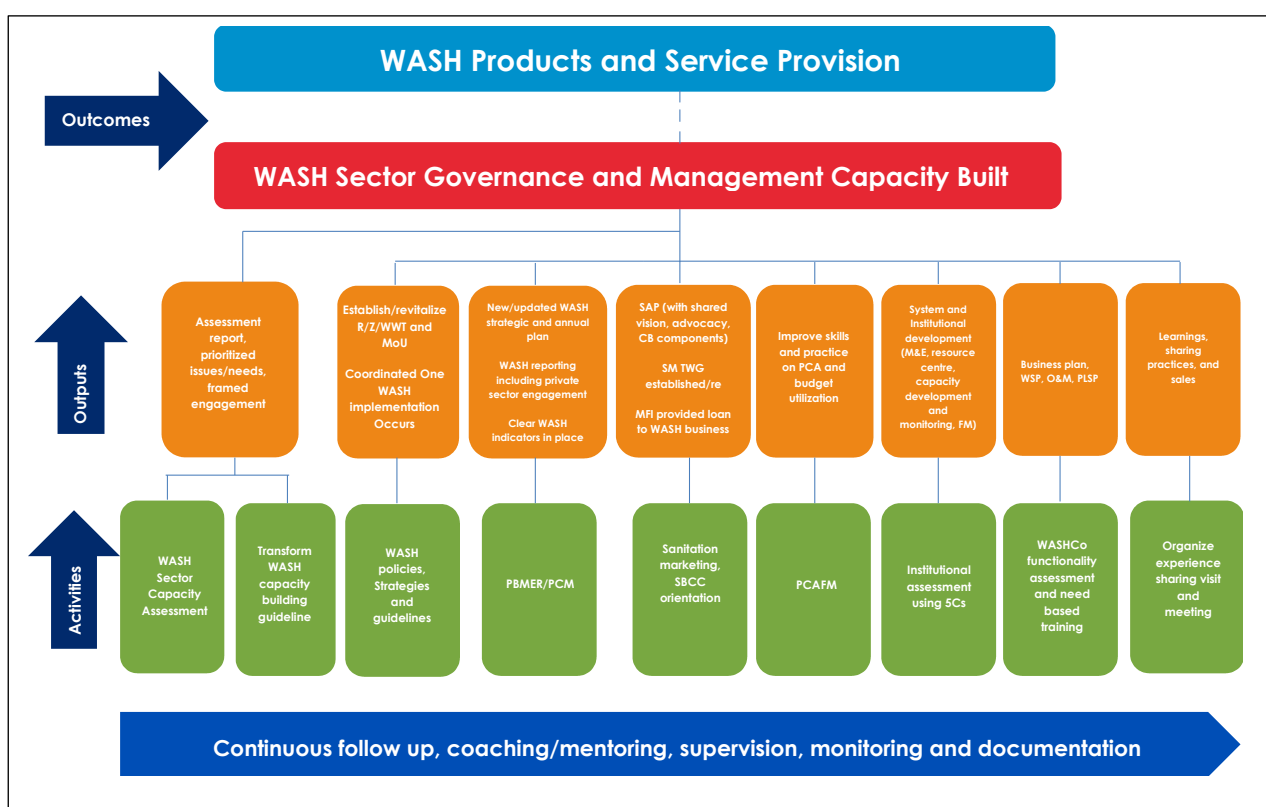 WASH Products and Service Provision
Outcomes
WASH Sector Governance and Management Capacity Built
Outputs
Assessment
report,
prioritized
issues/needs,
framed
engagement
Establish/revitalize
R/Z/WWT and
MoU
Coordinated One
WASH
implementation
Occurs
New/updated WASH
strategic and annual
plan
WASH reporting
including private
sector engagement
Clear WASH
indicators in place
SAP (with shared
vision, advocacy,
CB components)
SM TWG
established/re
MFI provided loan
to WASH business
Improve skills
and practice
on PCA and
budget
utilization
System and
Institutional
development
(M&E, resource
centre,
capacity
development
and
monitoring, FM)
Business plan,
WSP, O&M, PLSP
Learnings,
sharing
practices, and
sales
Activities
WASH
Sector
Capacity
Assessment
Transform
WASH
capacity
building
guideline
WASH
policies,
Strategies
and
guidelines
PBMER/PCM
Sanitation
marketing,
SBCC
orientation
PCAFM
Institutional
assessment
using 5Cs
WASHCo
functionality
assessment
and need
based
training
Organize
experience
sharing visit
and
meeting
Continuous follow up, coaching/mentoring, supervision, monitoring and documentation